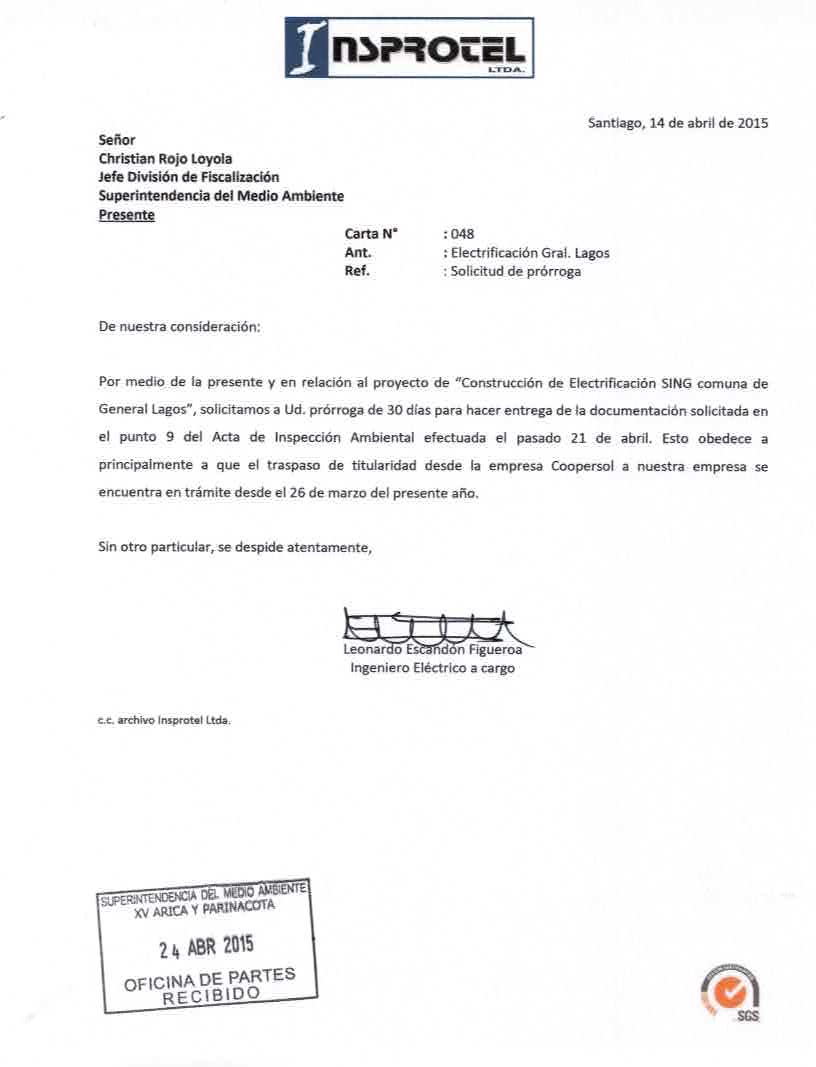 INSPROTEL
LTDA.
Santiago, 14 de abril de 2015
Señor
Christian Rojo Loyola
Jefe División de Fiscalización
Superintendencia del Medio Ambiente
Presente
Carta N° : 048
Ant. : Electrificación Gral. Lagos
Ref. : Solicitud de prórroga
De nuestra consideración:
Por medio de la presente y en relación al proyecto de "Construcción de Electrificación SING comuna de
General Lagos", solicitamos a Ud. prórroga de 30 días para hacer entrega de la documentación solicitada en
el punto 9 del Acta de Inspección Ambiental efectuada el pasado 21 de abril. Esto obedece a
principalmente a que el traspaso de titularidad desde la empresa Coopersol a nuestra empresa se
encuentra en trámite desde el 26 de marzo del presente año.
Sin otro particular, se despide atentamente,
Leonardo Escandón Figueroa
Ingeniero Eléctrico a cargo
c.c. archivo Insprotel Ltda.
SUPERINTENDENCIA DEL MEDIO AMBIENTE
XV ARICA Y PARINACOTA
24 ABR 2015
OFICINA DE PARTES
RECIBIDO
SGS